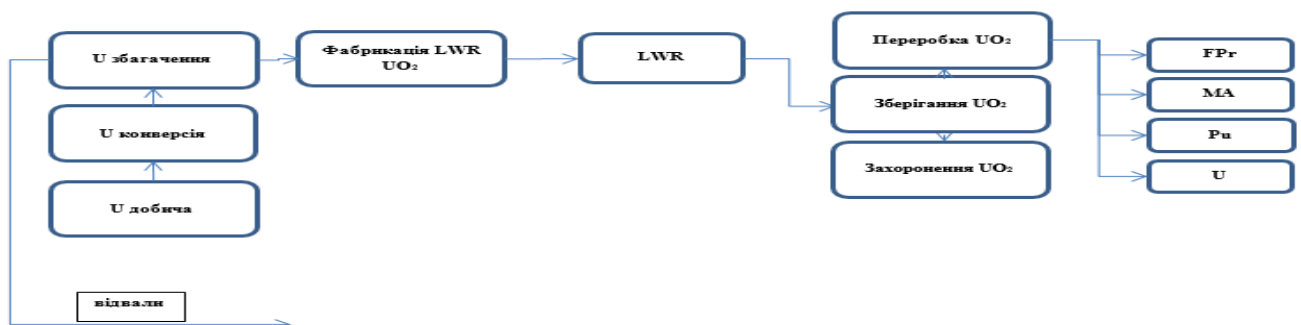 U збагачення
Фабрикація LWR
UO₂
LWR
Переробка UO₂
FPr
MA
Зберігання UO₂
U конверсія
Pu
Захоронення UO₂
U
U добича
відвали